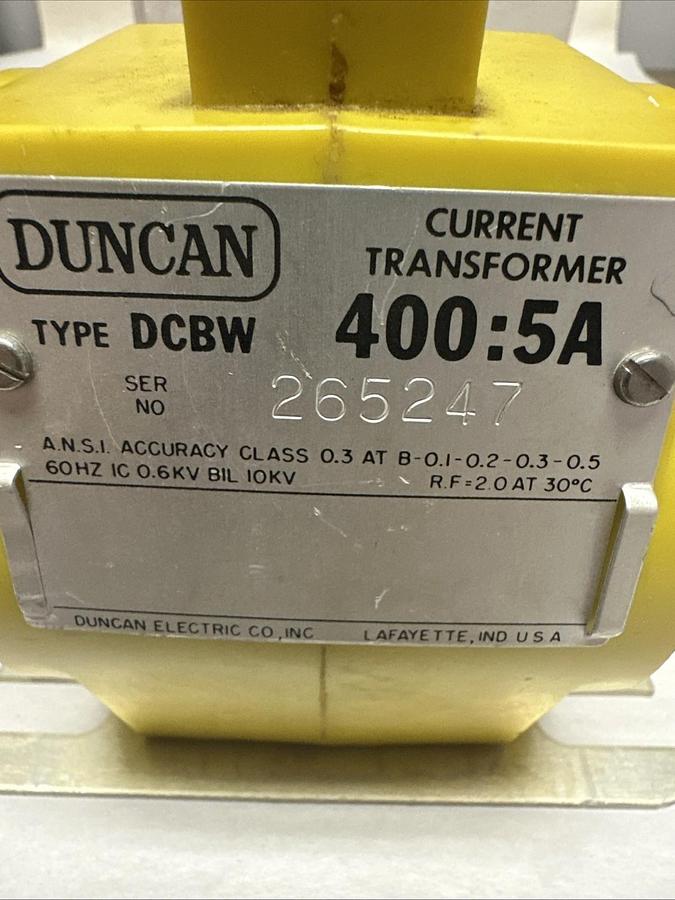 DUNCAN
CURRENT
TRANSFORMER
TYPE DCBW
400:5A
SER
NO
265247
A.N.S.I. ACCURACY CLASS 0.3 AT B-0.1-0.2-0.3-0.5
60HZ IC 0.6KV BIL 10KV
R.F=2.0 AT 30°C
DUNCAN ELECTRIC CO., INC
LAFAYETTE, IND U S A